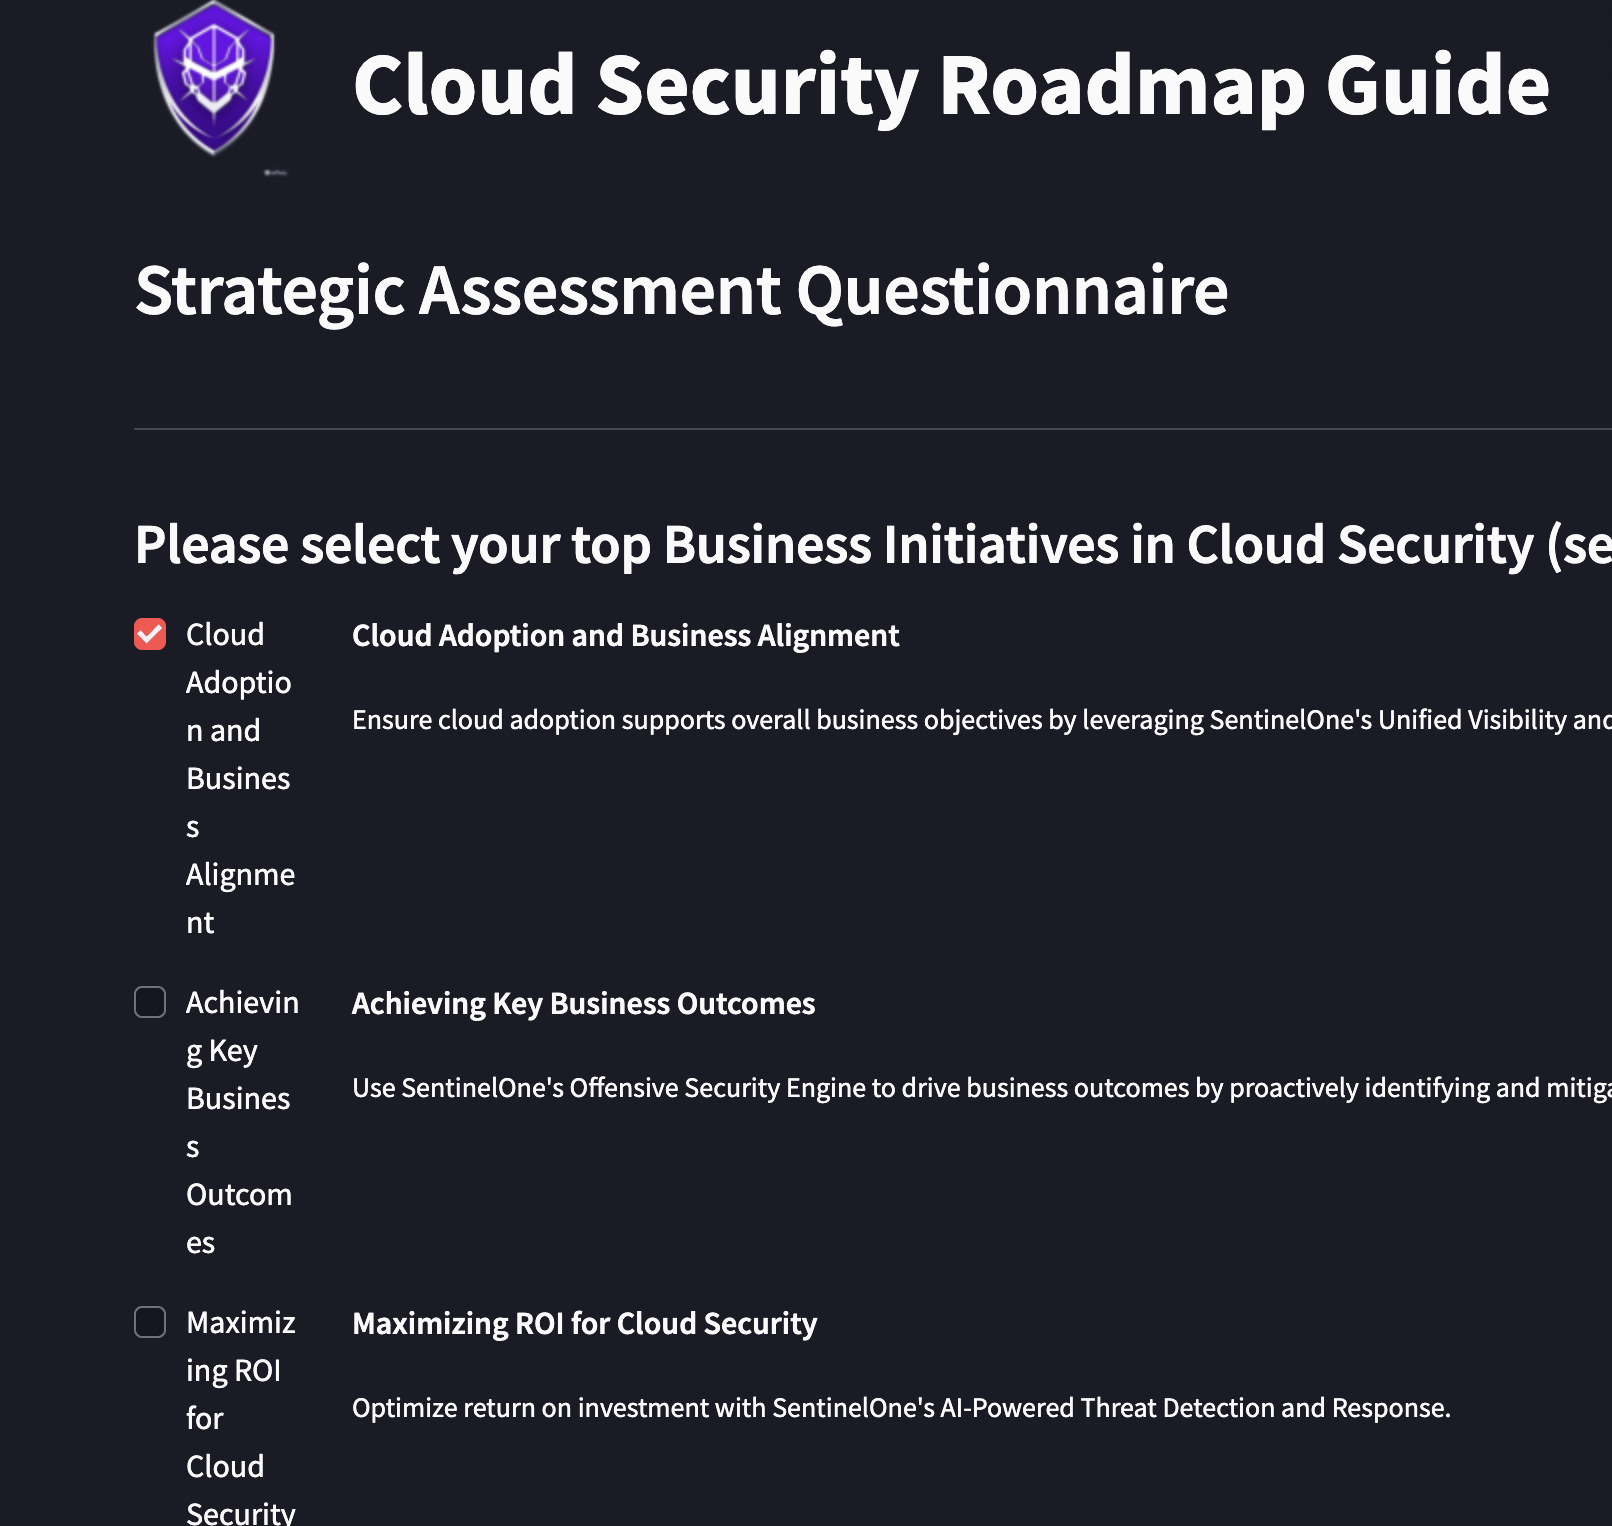 Cloud Security Roadmap Guide
Strategic Assessment Questionnaire
Please select your top Business Initiatives in Cloud Security (se
Cloud
Adoptio
n and
Busines
s
Alignme
nt
Cloud Adoption and Business Alignment
Ensure cloud adoption supports overall business objectives by leveraging SentinelOne's Unified Visibility and
Achievin
g Key
Busines
s
Outcom
es
Achieving Key Business Outcomes
Use SentinelOne's Offensive Security Engine to drive business outcomes by proactively identifying and mitiga
Maximiz
ing ROI
for
Cloud
Security
Maximizing ROI for Cloud Security
Optimize return on investment with SentinelOne's AI-Powered Threat Detection and Response.